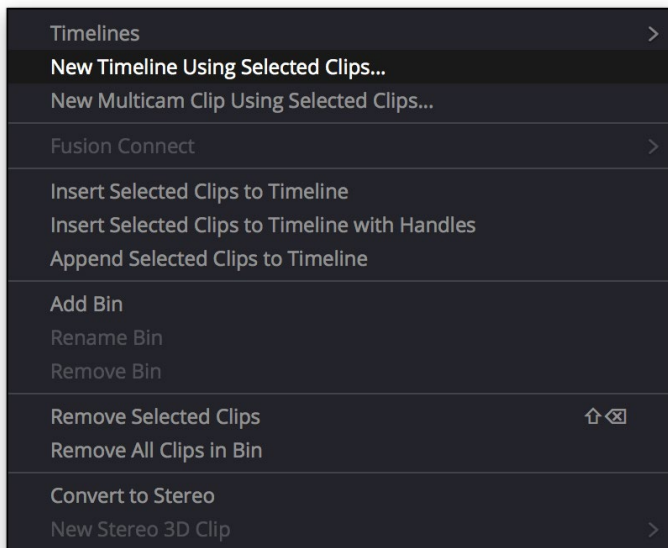 Timelines
New Timeline Using Selected Clips...
New Multicam Clip Using Selected Clips...
Fusion Connect
Insert Selected Clips to Timeline
Insert Selected Clips to Timeline with Handles
Append Selected Clips to Timeline
Add Bin
Rename Bin
Remove Bin
Remove Selected Clips ⇧⌫
Remove All Clips in Bin
Convert to Stereo
New Stereo 3D Clip